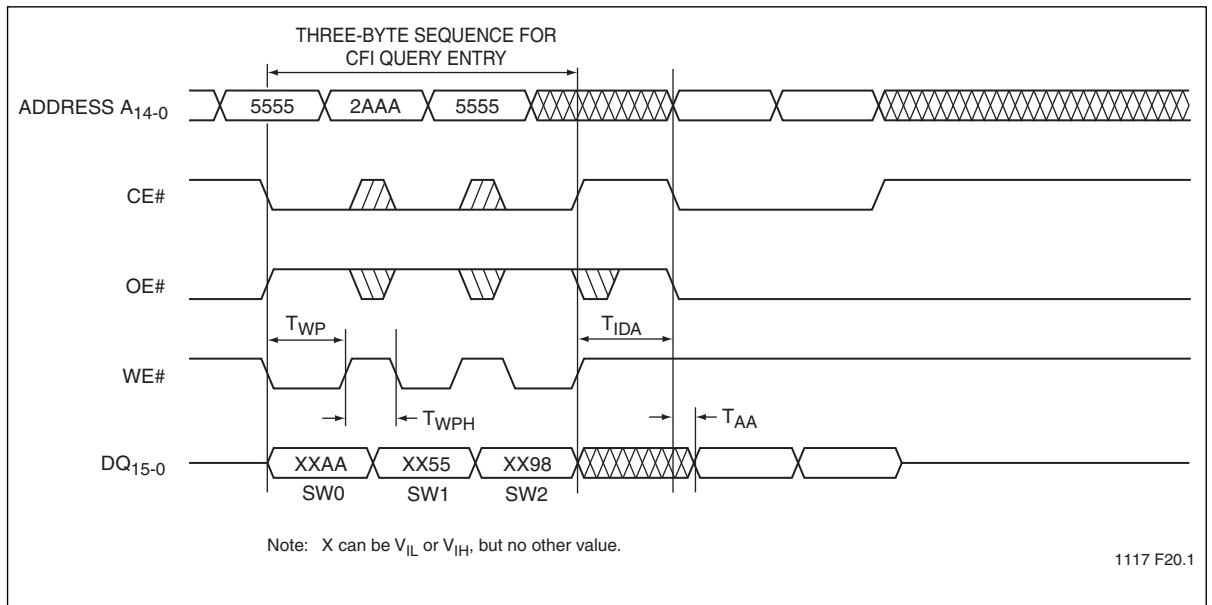 THREE-BYTE SEQUENCE FOR
CFI QUERY ENTRY
ADDRESS A14-0
5555 2AAA 5555
CE#
OE#
TWP TIDA
WE#
TWPH TAA
DQ15-0
XXAA XX55 XX98
SW0 SW1 SW2
Note: X can be VIL or VIH, but no other value.
1117 F20.1